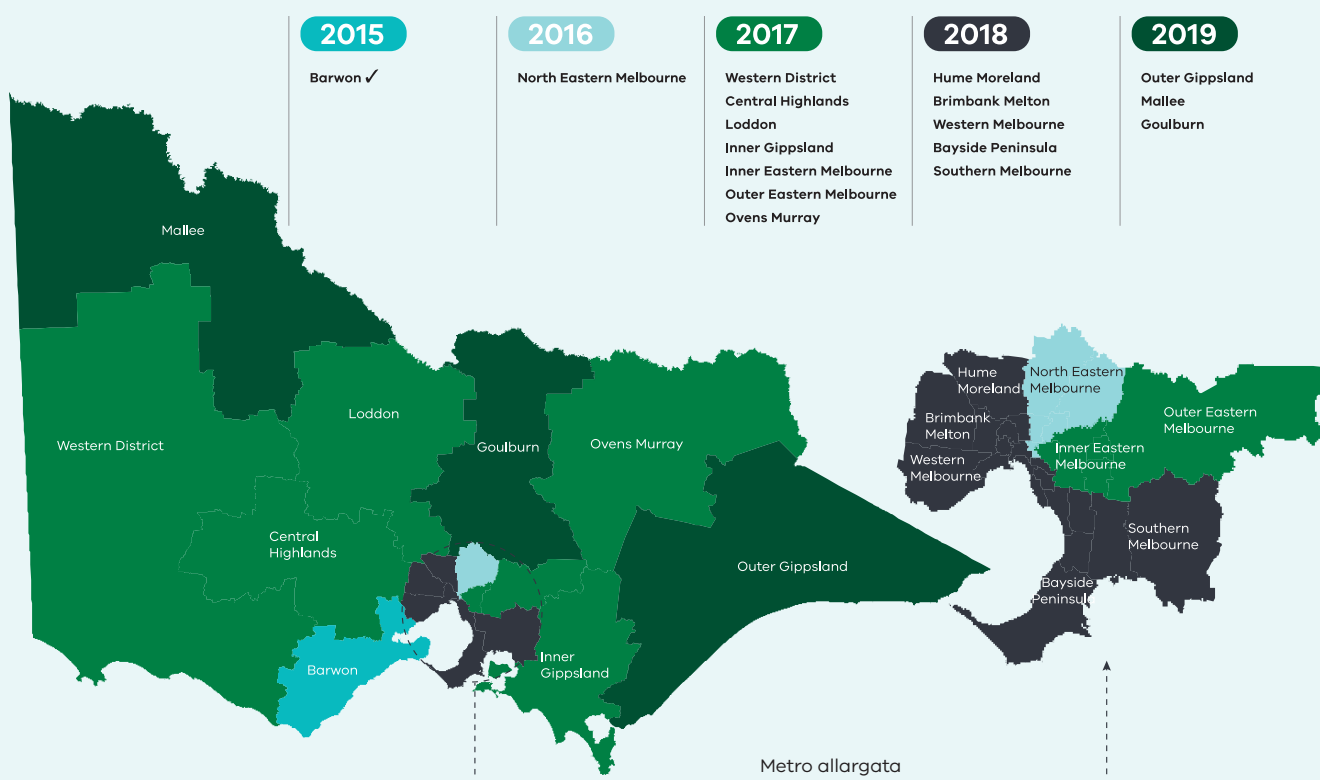 2015
Barwon ✓
2016
North Eastern Melbourne
2017
Western District
Central Highlands
Loddon
Inner Gippsland
Inner Eastern Melbourne
Outer Eastern Melbourne
Ovens Murray
2018
Hume Moreland
Brimbank Melton
Western Melbourne
Bayside Peninsula
Southern Melbourne
2019
Outer Gippsland
Mallee
Goulburn
Mallee
Western District
Loddon
Goulburn
Ovens Murray
Central
Highlands
Outer Gippsland
Barwon
Inner
Gippsland
Hume
Moreland
North Eastern
Melbourne
Brimbank
Melton
Outer Eastern
Melbourne
Western
Melbourne
Inner Eastern
Melbourne
Southern
Melbourne
Bayside
Peninsula
Metro allargata